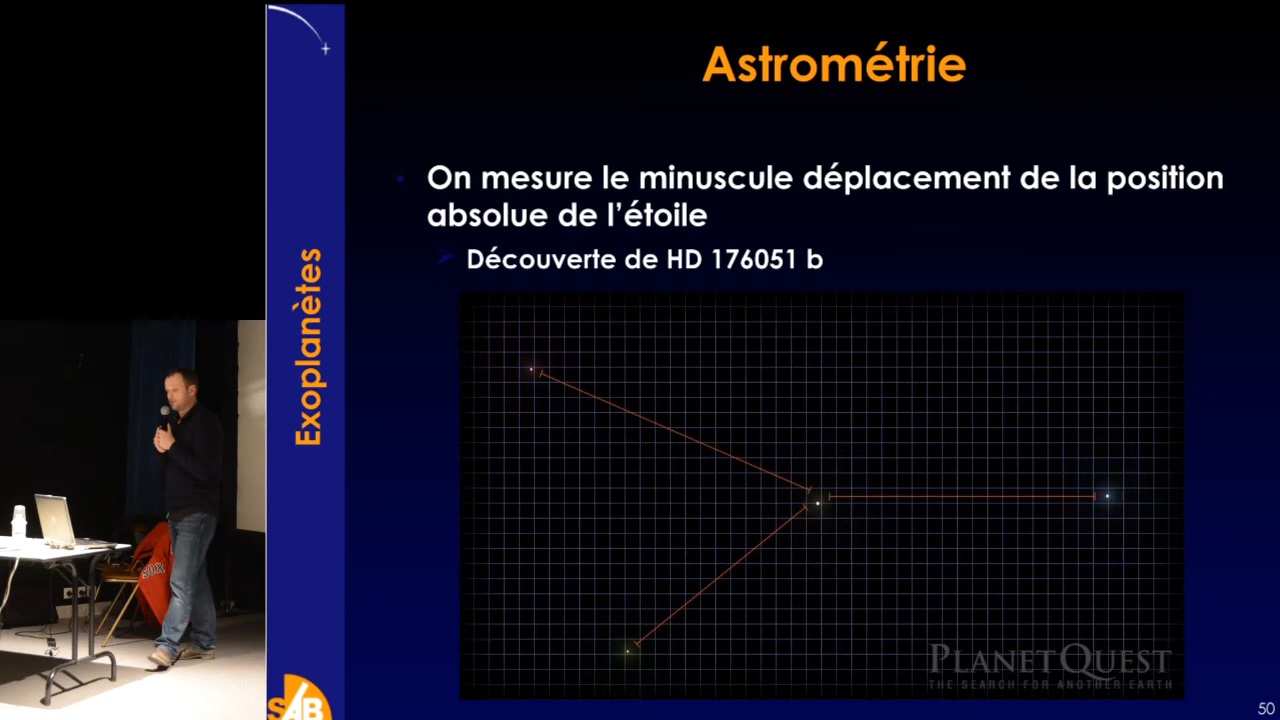 Astrométrie
On mesure le minuscule déplacement de la position
absolue de l'étoile
Découverte de HD 176051 b
Exoplanètes
SOX
PLANETQUEST
THE SEARCH FOR ANOTHER EARTH
SAB
50